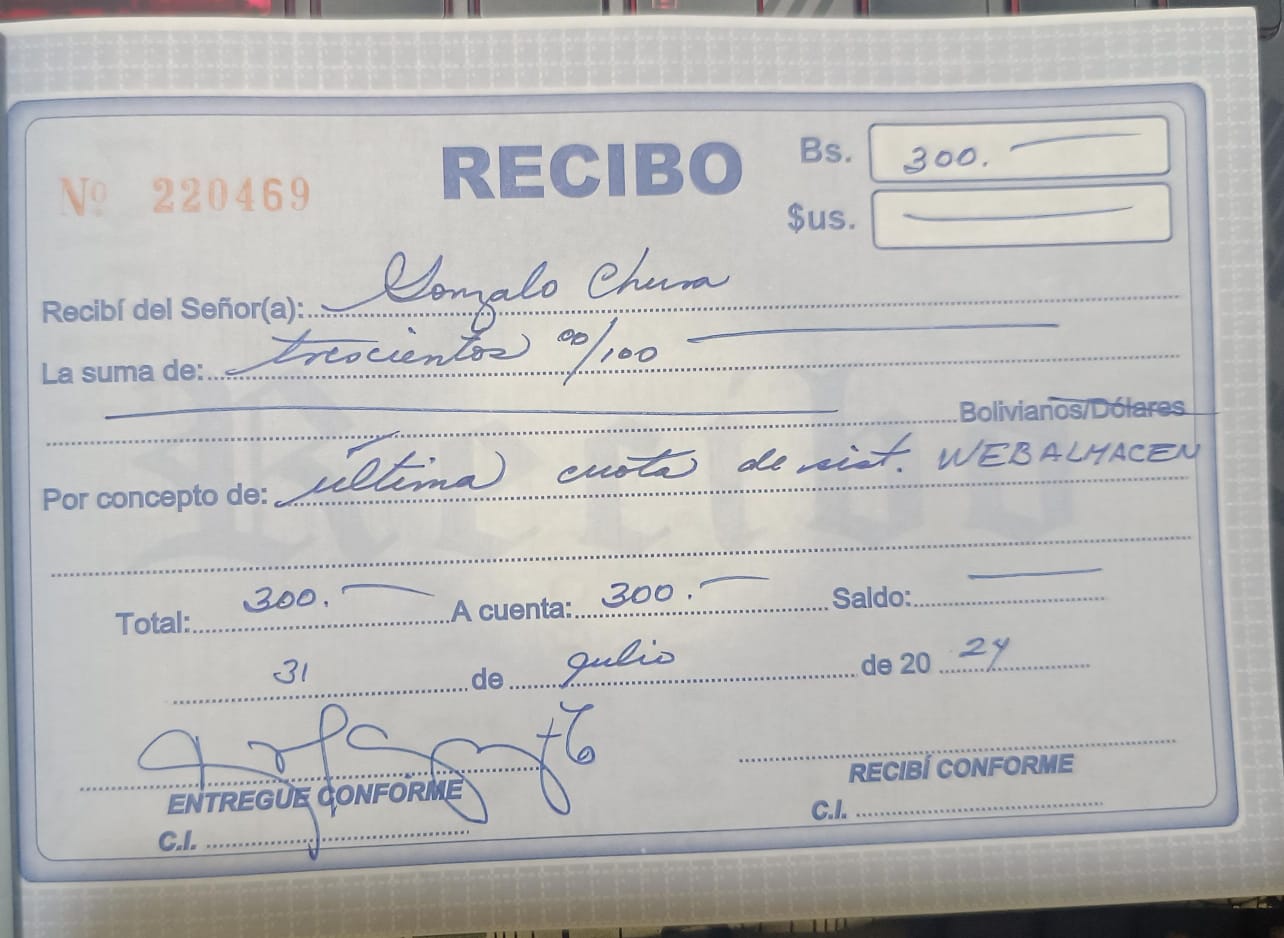 Nº 220469
RECIBO
Bs. 300.
$us.
Recibí del Señor(a): Gonzalo Chura
La suma de: trescientos 00/100
Bolivianos/Dólares
Por concepto de: última cuota de sist. WEBALMACEN
Total: 300. A cuenta: 300. Saldo:
31 de julio de 20 24
ENTREGUE CONFORME
C.I.
RECIBÍ CONFORME
C.I.